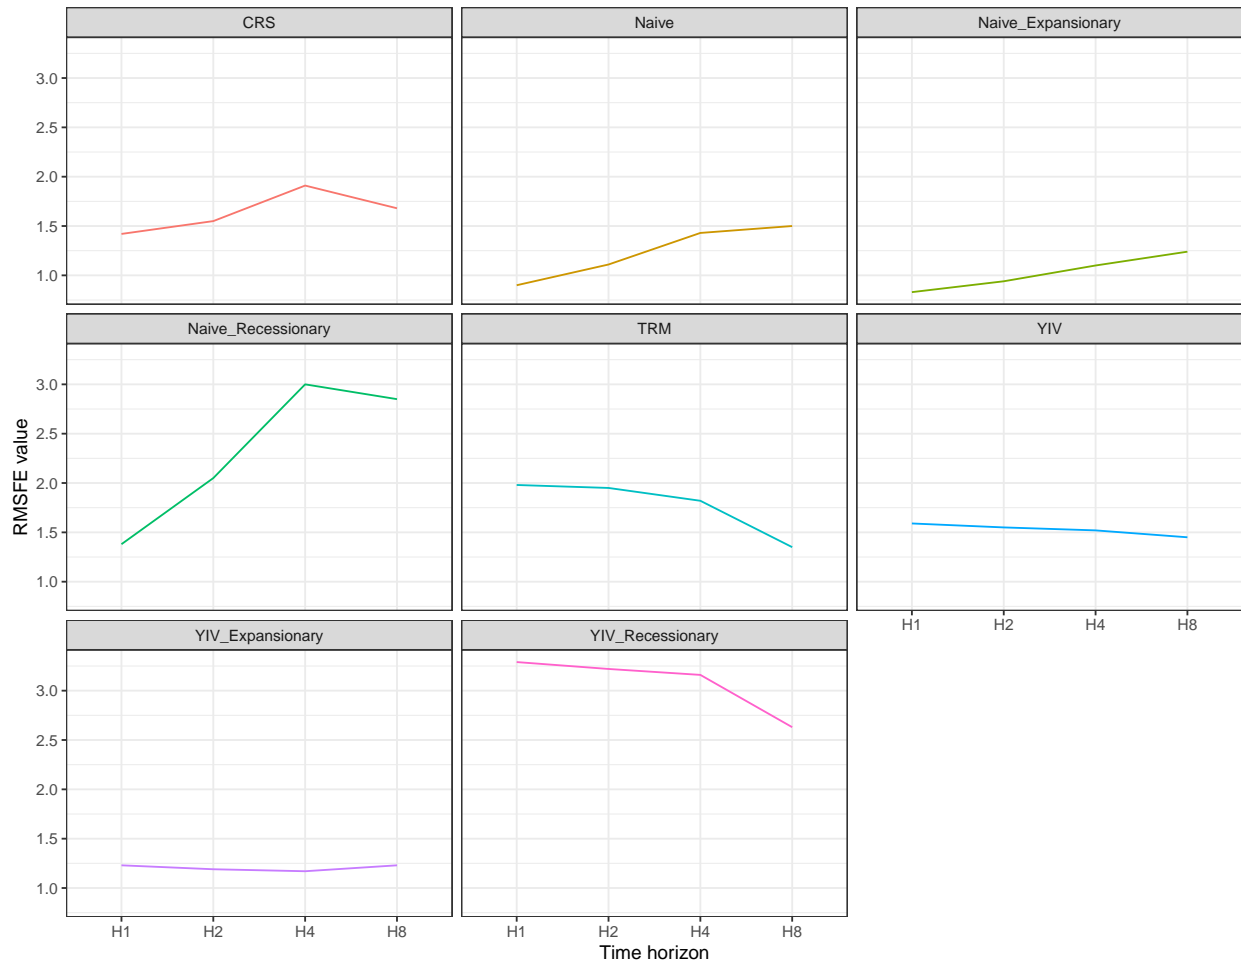 CRS
Naive
Naive_Expansionary
3.0
2.5
2.0
1.5
1.0
Naive_Recessionary
TRM
YIV
3.0
2.5
2.0
1.5
1.0
H1 H2 H4 H8
YIV_Expansionary
YIV_Recessionary
3.0
2.5
2.0
1.5
1.0
H1 H2 H4 H8
H1 H2 H4 H8
RMSFE value
Time horizon